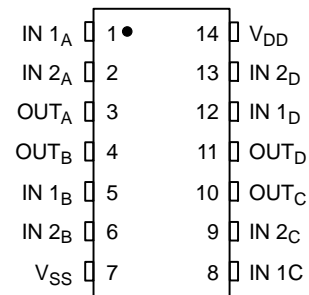 IN 1A 1 14 VDD
IN 2A 2 13 IN 2D
OUTA 3 12 IN 1D
OUTB 4 11 OUTD
IN 1B 5 10 OUTC
IN 2B 6 9 IN 2C
VSS 7 8 IN 1C